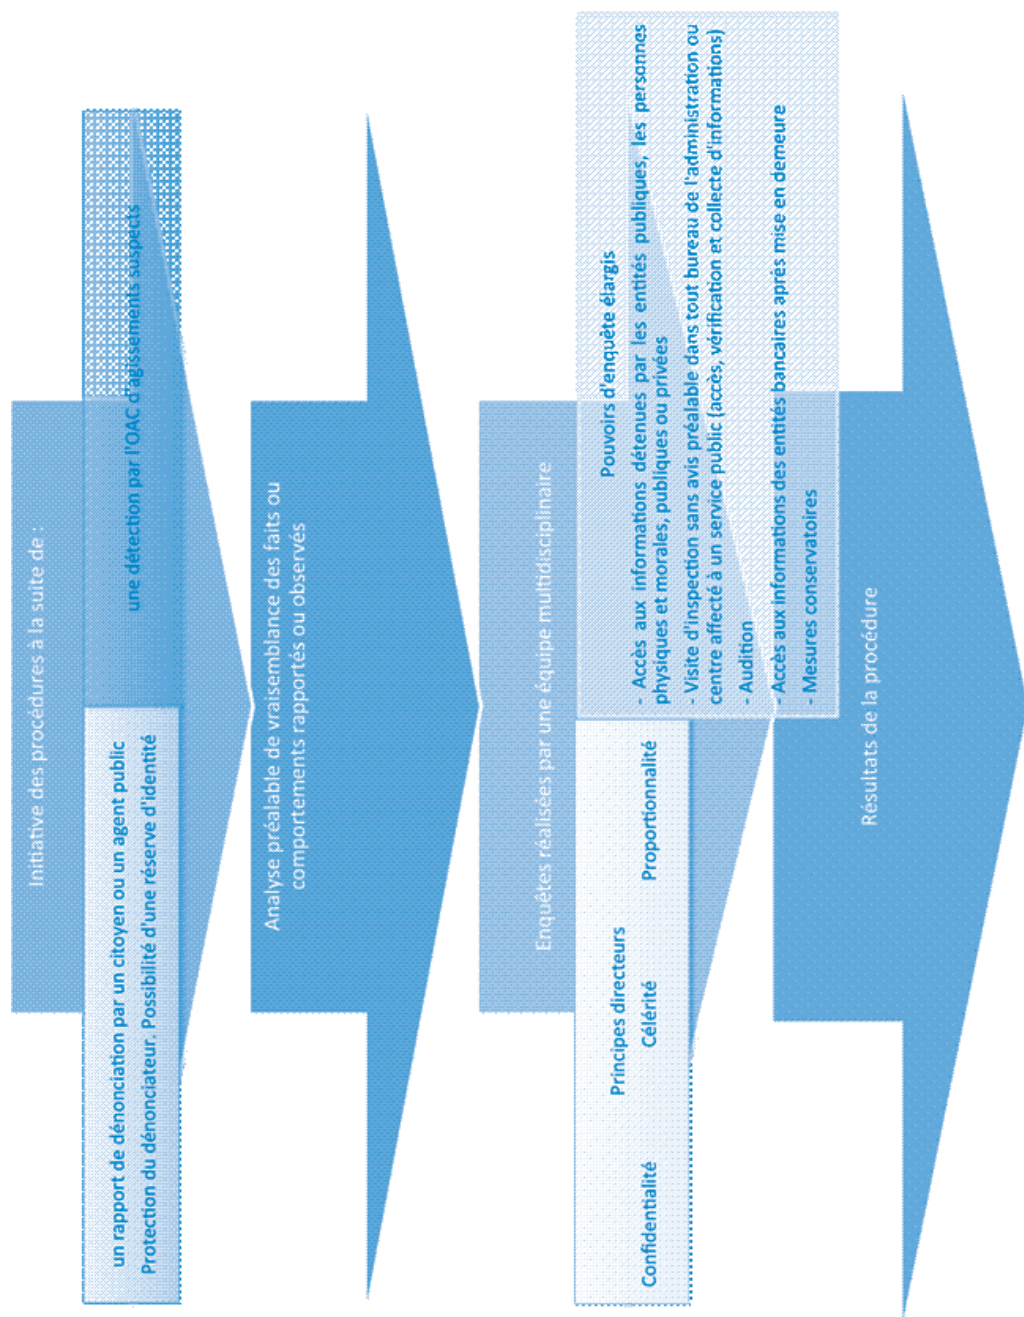 Initiative des procédures à la suite de :
un rapport de dénonciation par un citoyen ou un agent public
Protection du dénonciateur. Possibilité d'une réserve d'identité
une détection par l'OAC d'agissements suspects
Analyse préalable de vraisemblance des faits ou
comportements rapportés ou observés
Enquêtes réalisées par une équipe multidisciplinaire
Principes directeurs
Confidentialité Célérité Proportionnalité
Pouvoirs d'enquête élargis
- Accès aux informations détenues par les entités publiques, les personnes
physiques et morales, publiques ou privées
- Visite d'inspection sans avis préalable dans tout bureau de l'administration ou
centre affecté à un service public (accès, vérification et collecte d'informations)
- Audition
- Accès aux informations des entités bancaires après mise en demeure
- Mesures conservatoires
Résultats de la procédure